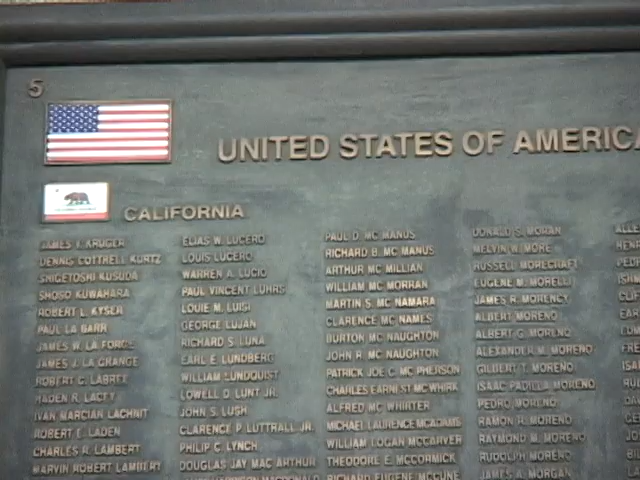 5
UNITED STATES OF AMERICA
CALIFORNIA
JAMES T. KRUGER
DENNIS COTTRELL KURTZ
SHIGETOSHI KUSUDA
SHOSO KUWAHARA
ROBERT L. KYSER
PAUL LA BARR
JAMES W. LA FORGE
JAMES J. LA GRANGE
ROBERT G. LABRTY
HADEN R. LACTY
IVAN MARCIAN LACHNIT
ROBERT E. LADEN
CHARLES R. LAMBERT
MARVIN ROBERT LAMBERT
ELIAS W. LUCERO
LOUIS LUCERO
WARREN A. LUCIO
PAUL VINCENT LUHRS
LOUIE M. LUISI
GEORGE LUJAN
RICHARD S. LUNA
EARL E. LUNDBERG
WILLIAM LUNDQUIST
LOWELL D. LUNT JR.
JOHN S. LUSH
CLARENCE P. LUTTRALL JR.
PHILIP C. LYNCH
DOUGLAS JAY MAC ARTHUR
PAUL D. MC MANUS
RICHARD B. MC MANUS
ARTHUR MC MILLIAN
WILLIAM MC MORRAN
MARTIN S. MC NAMARA
CLARENCE MC NAMES
BURTON MC NAUGHTON
JOHN R. MC NAUGHTON
PATRICK JOE C. MC PHERSON
CHARLES EARNEST MC WHIRK
ALFRED MC WHIRTER
MICHAEL LAURENCE MCADAMS
WILLIAM LOGAN MCCARVER
THEODORE E. MCCORMICK
RICHARD EUGENE MCCUNE
DONALD S. MORAN
MELVIN W. MORE
RUSSELL MORECRAFT
EUGENE M. MORELLI
JAMES R. MORENCY
ALBERT MORENO
ALBERT G. MORENO
ALEXANDER M. MORENO
GILBERT T. MORENO
ISAAC PADILLA MORENO
PEDRO MORENO
RAMON R. MORENO
RAYMOND M. MORENO
RUDOLPH MORENO
JAMES A. MORGAN